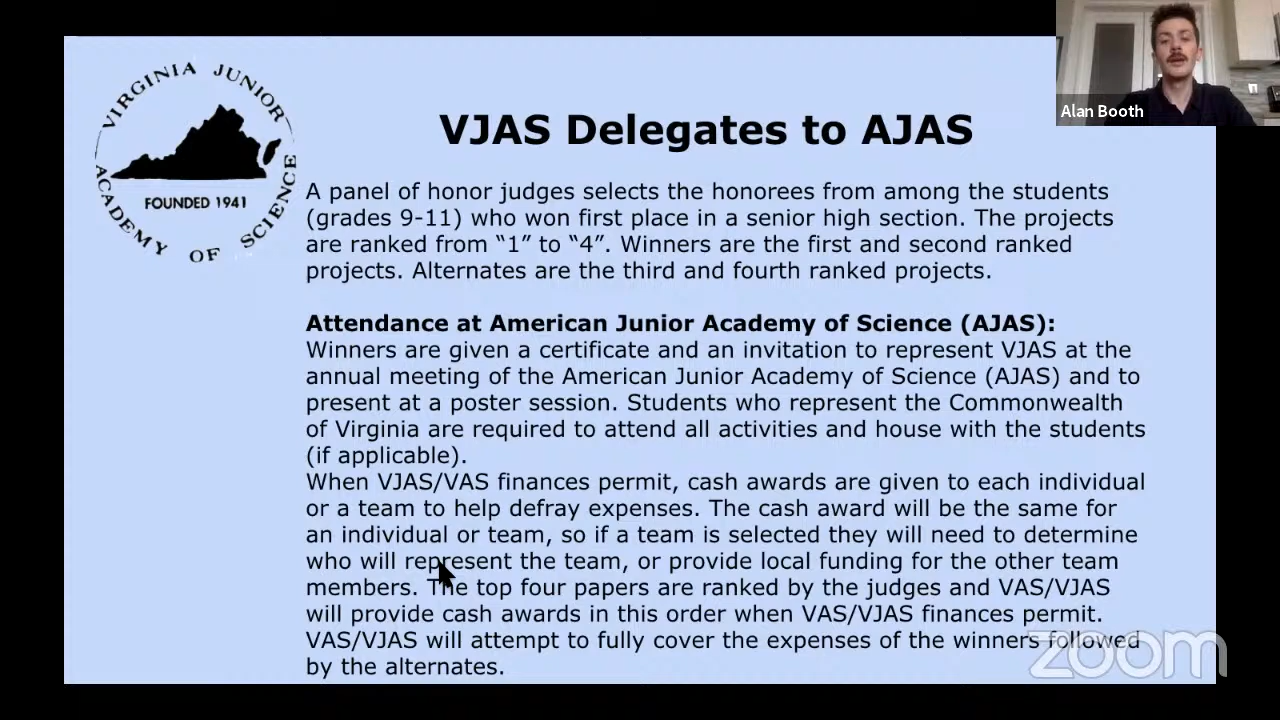 VIRGINIA JUNIOR
ACADEMY OF SCIENCE
FOUNDED 1941
Alan Booth
VJAS Delegates to AJAS
A panel of honor judges selects the honorees from among the students
(grades 9-11) who won first place in a senior high section. The projects
are ranked from “1” to “4”. Winners are the first and second ranked
projects. Alternates are the third and fourth ranked projects.
Attendance at American Junior Academy of Science (AJAS):
Winners are given a certificate and an invitation to represent VJAS at the
annual meeting of the American Junior Academy of Science (AJAS) and to
present at a poster session. Students who represent the Commonwealth
of Virginia are required to attend all activities and house with the students
(if applicable).
When VJAS/VAS finances permit, cash awards are given to each individual
or a team to help defray expenses. The cash award will be the same for
an individual or team, so if a team is selected they will need to determine
who will represent the team, or provide local funding for the other team
members. The top four papers are ranked by the judges and VAS/VJAS
will provide cash awards in this order when VAS/VJAS finances permit.
VAS/VJAS will attempt to fully cover the expenses of the winners followed
by the alternates.
zoom